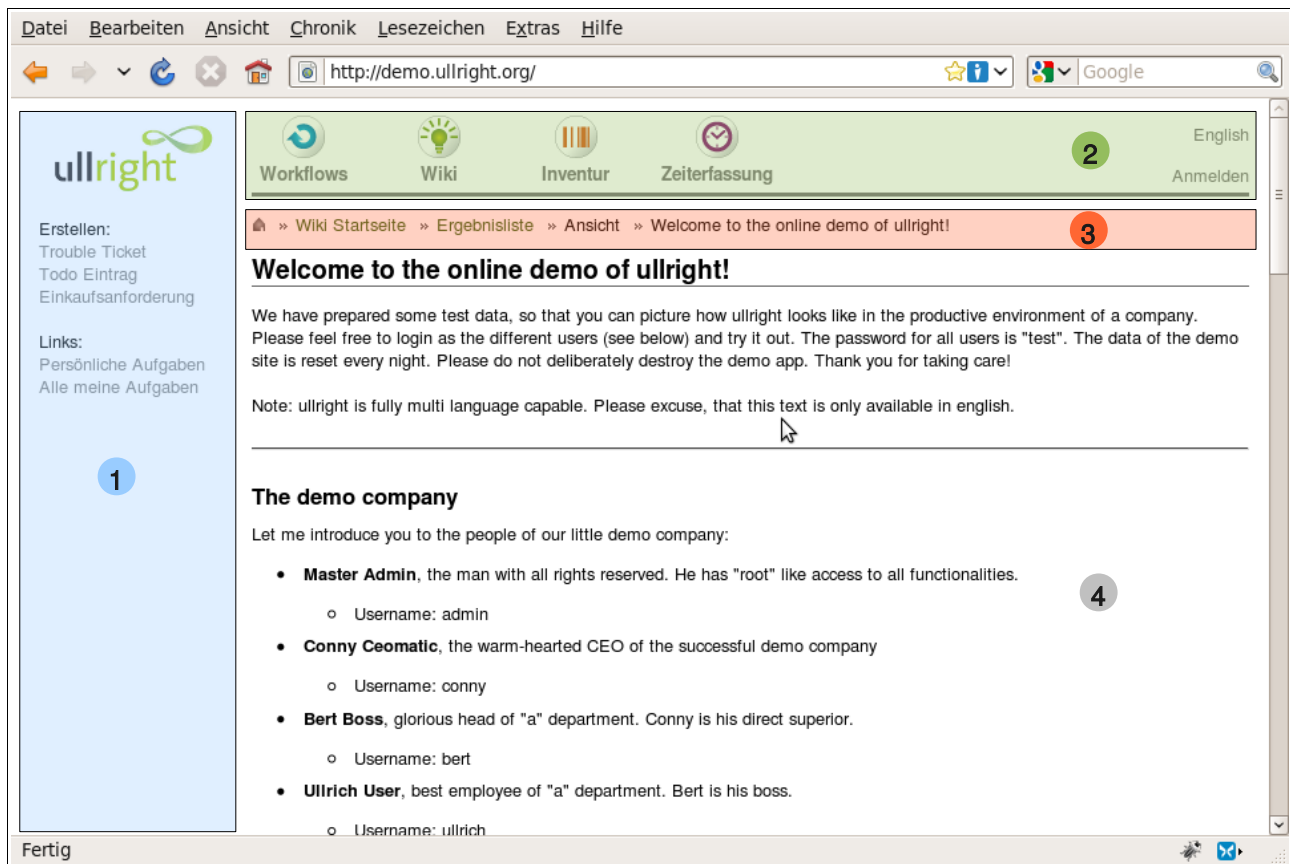 Datei Bearbeiten Ansicht Chronik Lesezeichen Extras Hilfe
http://demo.ullright.org/
Google
ullright
Erstellen:
Trouble Ticket
Todo Eintrag
Einkaufsanforderung
Links:
Persönliche Aufgaben
Alle meine Aufgaben
1
Workflows Wiki Inventur Zeiterfassung
2
English
Anmelden
» Wiki Startseite » Ergebnisliste » Ansicht » Welcome to the online demo of ullright!
3
Welcome to the online demo of ullright!
We have prepared some test data, so that you can picture how ullright looks like in the productive environment of a company.
Please feel free to login as the different users (see below) and try it out. The password for all users is "test". The data of the demo
site is reset every night. Please do not deliberately destroy the demo app. Thank you for taking care!
Note: ullright is fully multi language capable. Please excuse, that this text is only available in english.
The demo company
Let me introduce you to the people of our little demo company:
Master Admin, the man with all rights reserved. He has "root" like access to all functionalities.
Username: admin
Conny Ceomatic, the warm-hearted CEO of the successful demo company
Username: conny
Bert Boss, glorious head of "a" department. Conny is his direct superior.
Username: bert
Ullrich User, best employee of "a" department. Bert is his boss.
Username: ullrich
4
Fertig